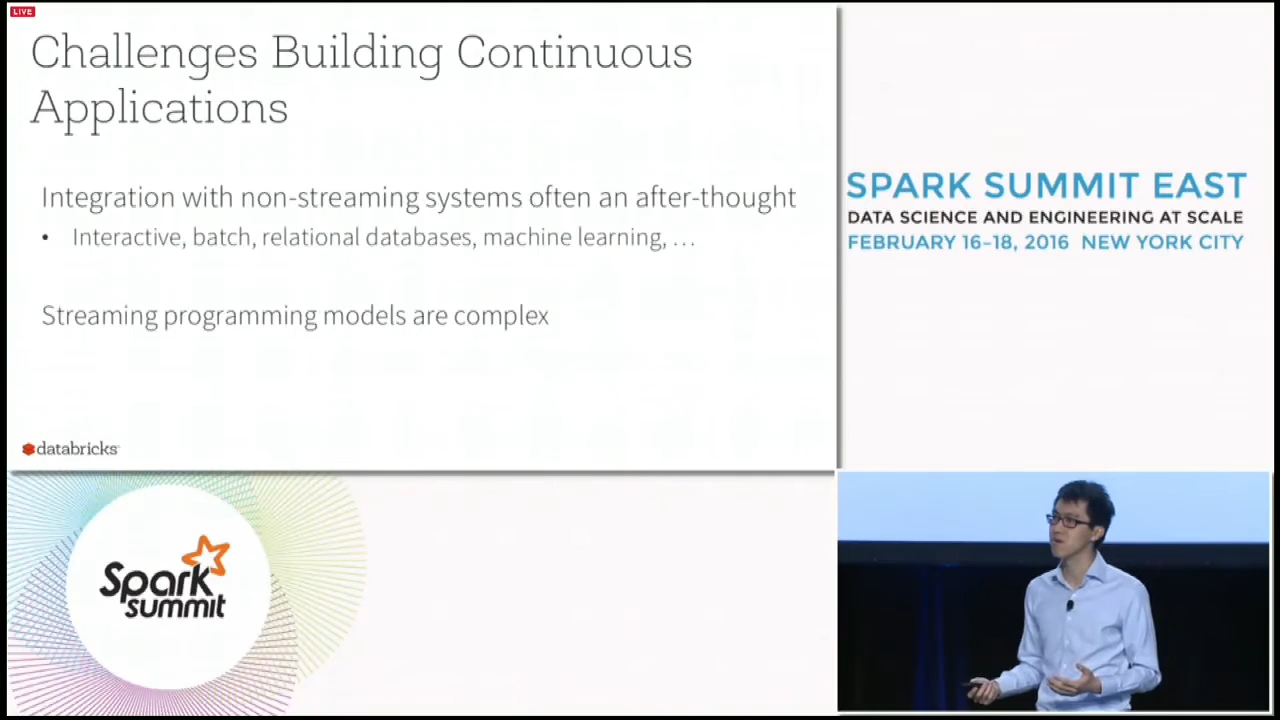 LIVE
Challenges Building Continuous
Applications
Integration with non-streaming systems often an after-thought
• Interactive, batch, relational databases, machine learning, …
Streaming programming models are complex
databricks
SPARK SUMMIT EAST
DATA SCIENCE AND ENGINEERING AT SCALE
FEBRUARY 16–18, 2016 NEW YORK CITY
Spark
summit